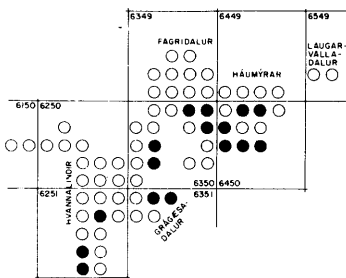 6349
6449
6549
FAGRIDALUR
LAUGAR-
VALLA-
DALUR
HÁUMÝRAR
6150
6250
HVANNALINDIR
6251
6350
6450
6351
GRÁGÆSA-
DALUR